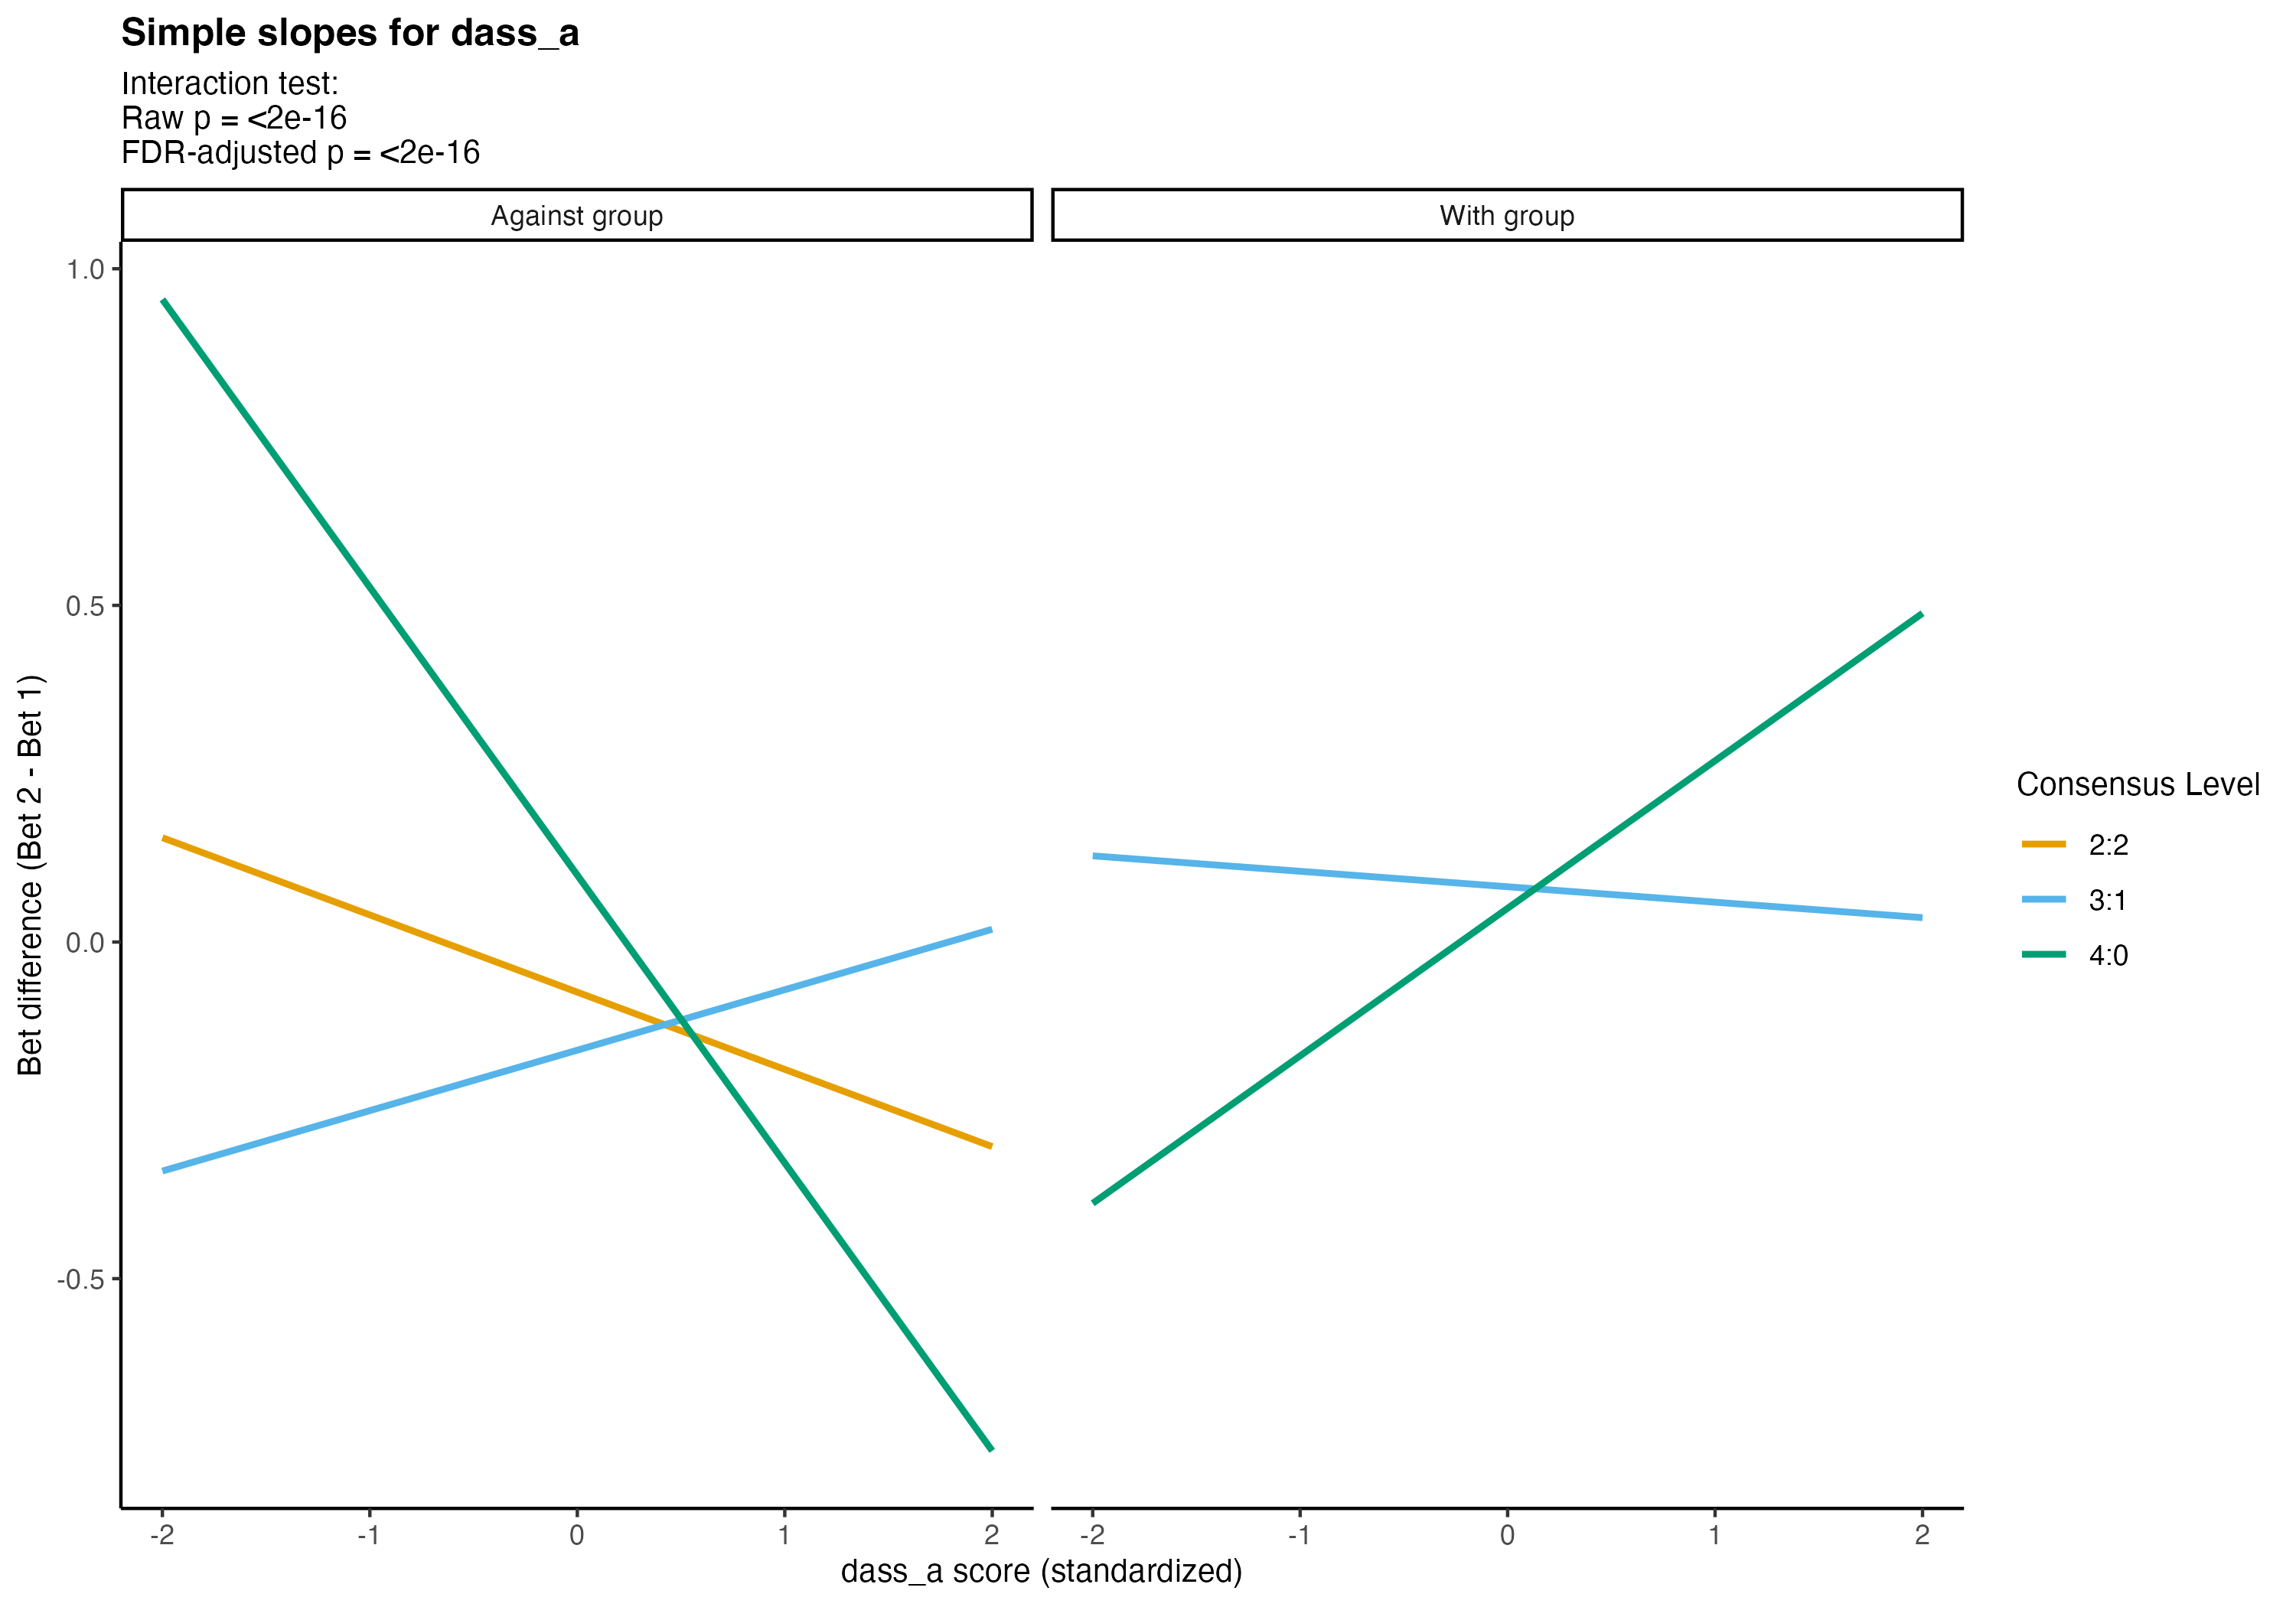 Simple slopes for dass_a
Interaction test:
Raw p = <2e-16
FDR-adjusted p = <2e-16
Against group
With group
Bet difference (Bet 2 - Bet 1)
1.0
0.5
0.0
-0.5
-2
-1
0
1
2
-2
-1
0
1
2
dass_a score (standardized)
Consensus Level
2:2
3:1
4:0